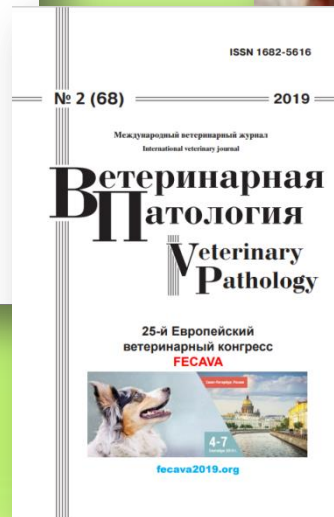 ISSN 1682-5616
№ 2 (68) 2019
Международный ветеринарный журнал
International veterinary journal
Ветеринарная
Патология
Veterinary
Pathology
25-й Европейский
ветеринарный конгресс
FECAVA
4-7
fecava2019.org